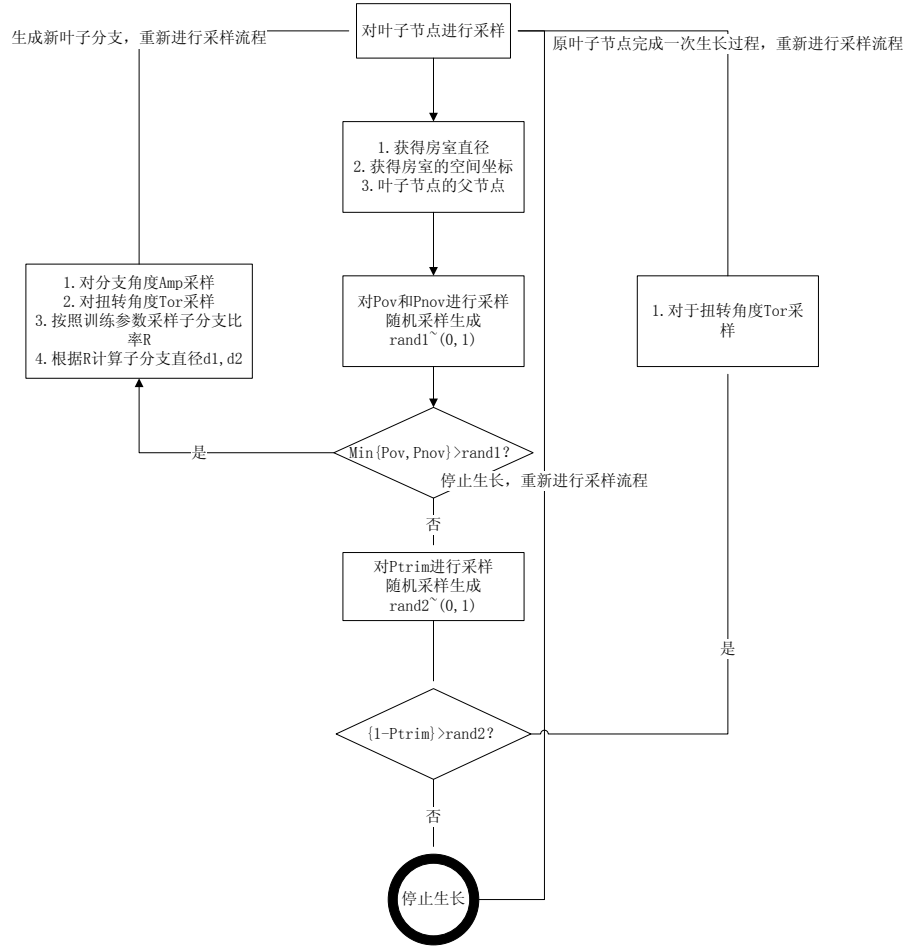 对叶子节点进行采样
生成新叶子分支，重新进行采样流程
原叶子节点完成一次生长过程，重新进行采样流程
1.获得房室直径
2.获得房室的空间坐标
3.叶子节点的父节点
1.对分支角度Amp采样
2.对扭转角度Tor采样
3.按照训练参数采样子分支比
率R
4.根据R计算子分支直径d1,d2
对Pov和Pnov进行采样
随机采样生成
rand1~(0,1)
1.对于扭转角度Tor采
样
是
Min{Pov,Pnov}>rand1?
停止生长，重新进行采样流程
否
对Ptrim进行采样
随机采样生成
rand2~(0,1)
是
{1-Ptrim}>rand2?
否
停止生长